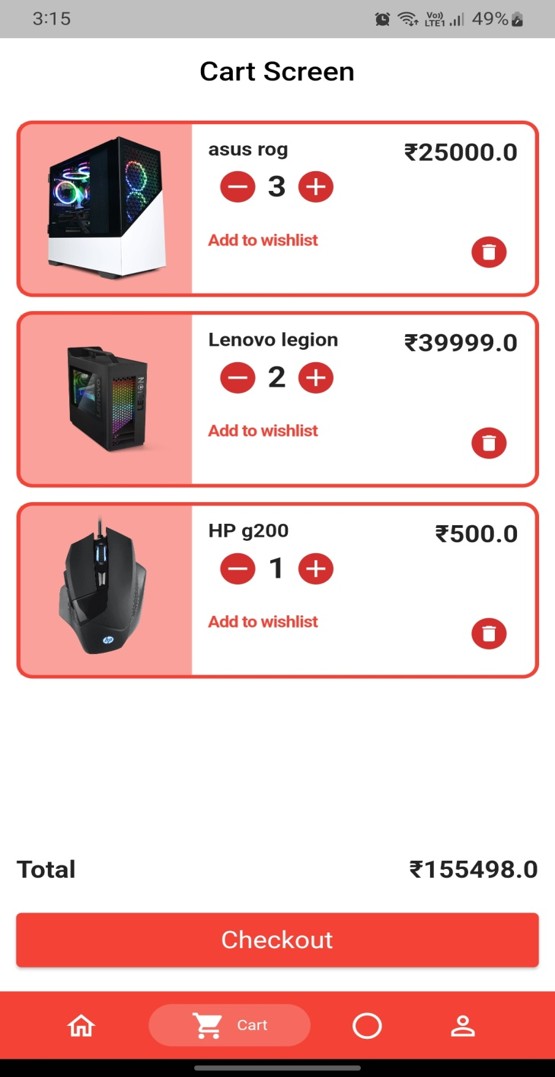 3:15
Vo))
LTE1
49%
Cart Screen
asus rog
₹25000.0
3
Add to wishlist
Lenovo legion
₹39999.0
2
Add to wishlist
HP g200
₹500.0
1
Add to wishlist
hp
Total
₹155498.0
Checkout
Cart